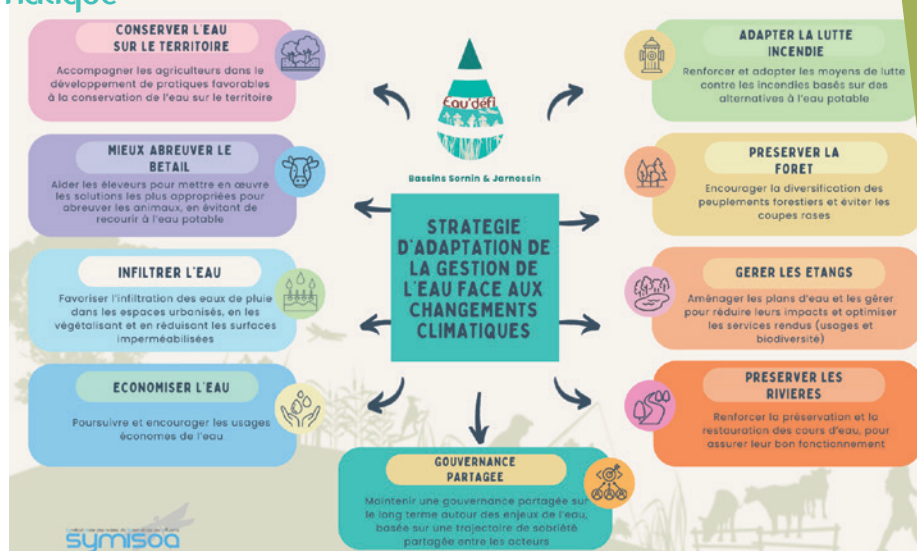 CONSERVER L'EAU
SUR LE TERRITOIRE
Accompagner les agriculteurs dans le
développement de pratiques favorables
à la conservation de l'eau sur le territoire
MIEUX ABREUVER LE
BETAIL
Aider les éleveurs pour mettre en œuvre
les solutions les plus appropriées pour
abreuver les animaux, en évitant de
recourir à l'eau potable
INFILTRER L'EAU
Favoriser l'infiltration des eaux de pluie
dans les espaces urbanisés, en les
végétalisant et en réduisant les surfaces
imperméabilisées
ECONOMISER L'EAU
Poursuivre et encourager les usages
économes de l'eau
Eau'défi
Bassins Sornin & Jarnossin
STRATEGIE
D'ADAPTATION DE
LA GESTION DE
L'EAU FACE AUX
CHANGEMENTS
CLIMATIQUES
GOUVERNANCE
PARTAGEE
Maintenir une gouvernance partagée sur
le long terme autour des enjeux de l'eau,
basée sur une trajectoire de sobriété
partagée entre les acteurs
ADAPTER LA LUTTE
INCENDIE
Renforcer et adapter les moyens de lutte
contre les incendies basés sur des
alternatives à l'eau potable
PRESERVER LA
FORET
Encourager la diversification des
peuplements forestiers et éviter les
coupes rases
GERER LES ETANGS
Aménager les plans d'eau et les gérer
pour réduire leurs impacts et optimiser
les services rendus (usages et
biodiversité)
PRESERVER LES
RIVIERES
Renforcer la préservation et la
restauration des cours d'eau, pour
assurer leur bon fonctionnement
symisoa